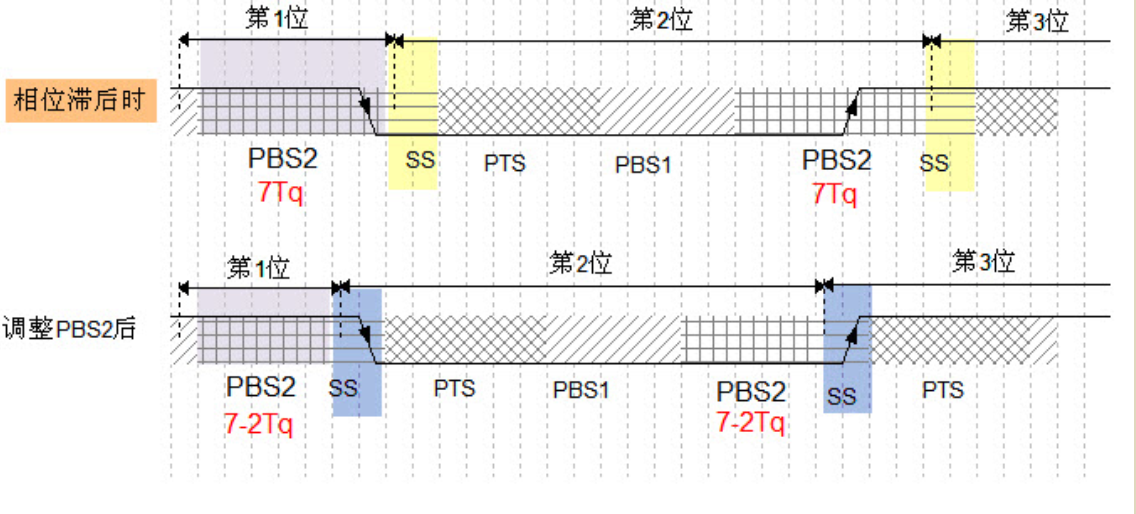 第1位 第2位 第3位
相位滞后时
PBS2 SS PTS PBS1 PBS2 SS
7Tq 7Tq
第1位 第2位 第3位
调整PBS2后
PBS2 SS PTS PBS1 PBS2 SS PTS
7-2Tq 7-2Tq